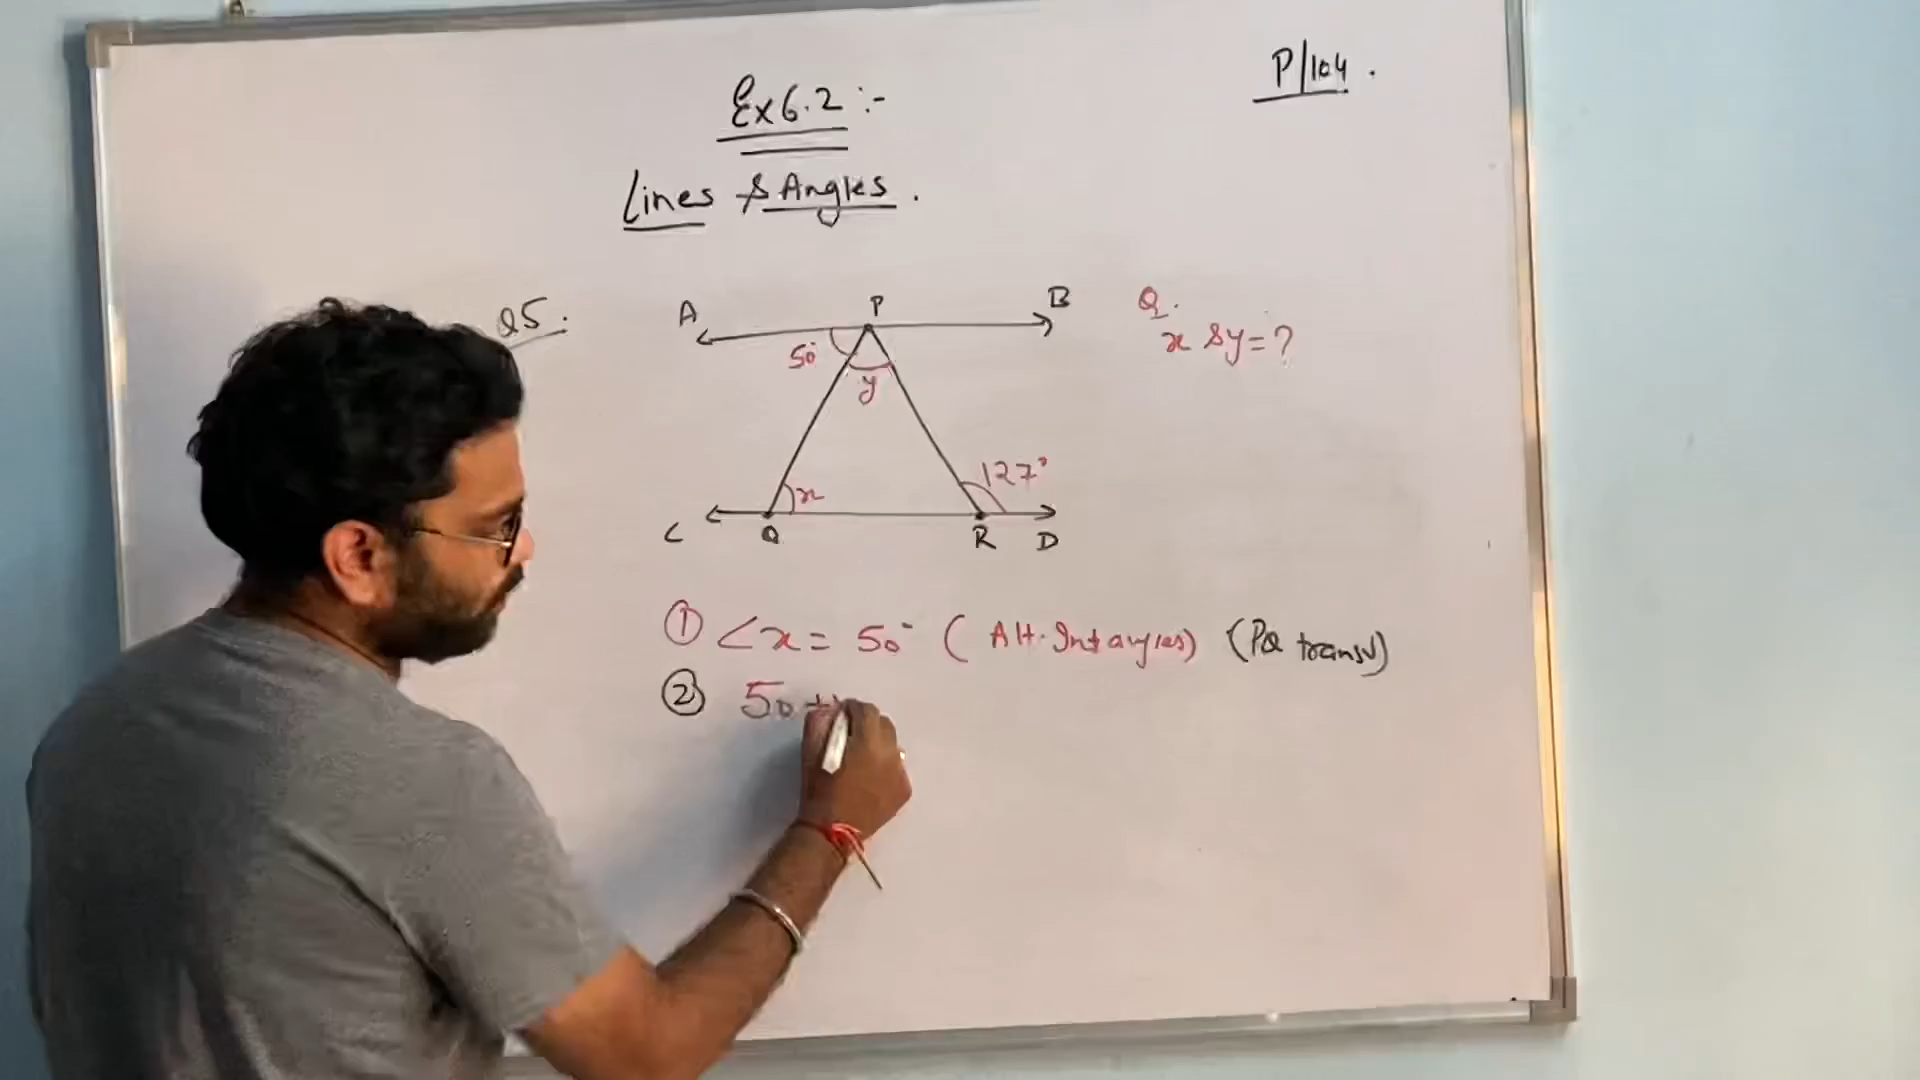 P/104.
Ex 6.2 :-
Lines & Angles.
Q5.
A P B
50°
y
Q.
x & y = ?
x
127°
C Q R D
① ∠x = 50° (Alt. Int angles) (PQ transv)
② 50 +